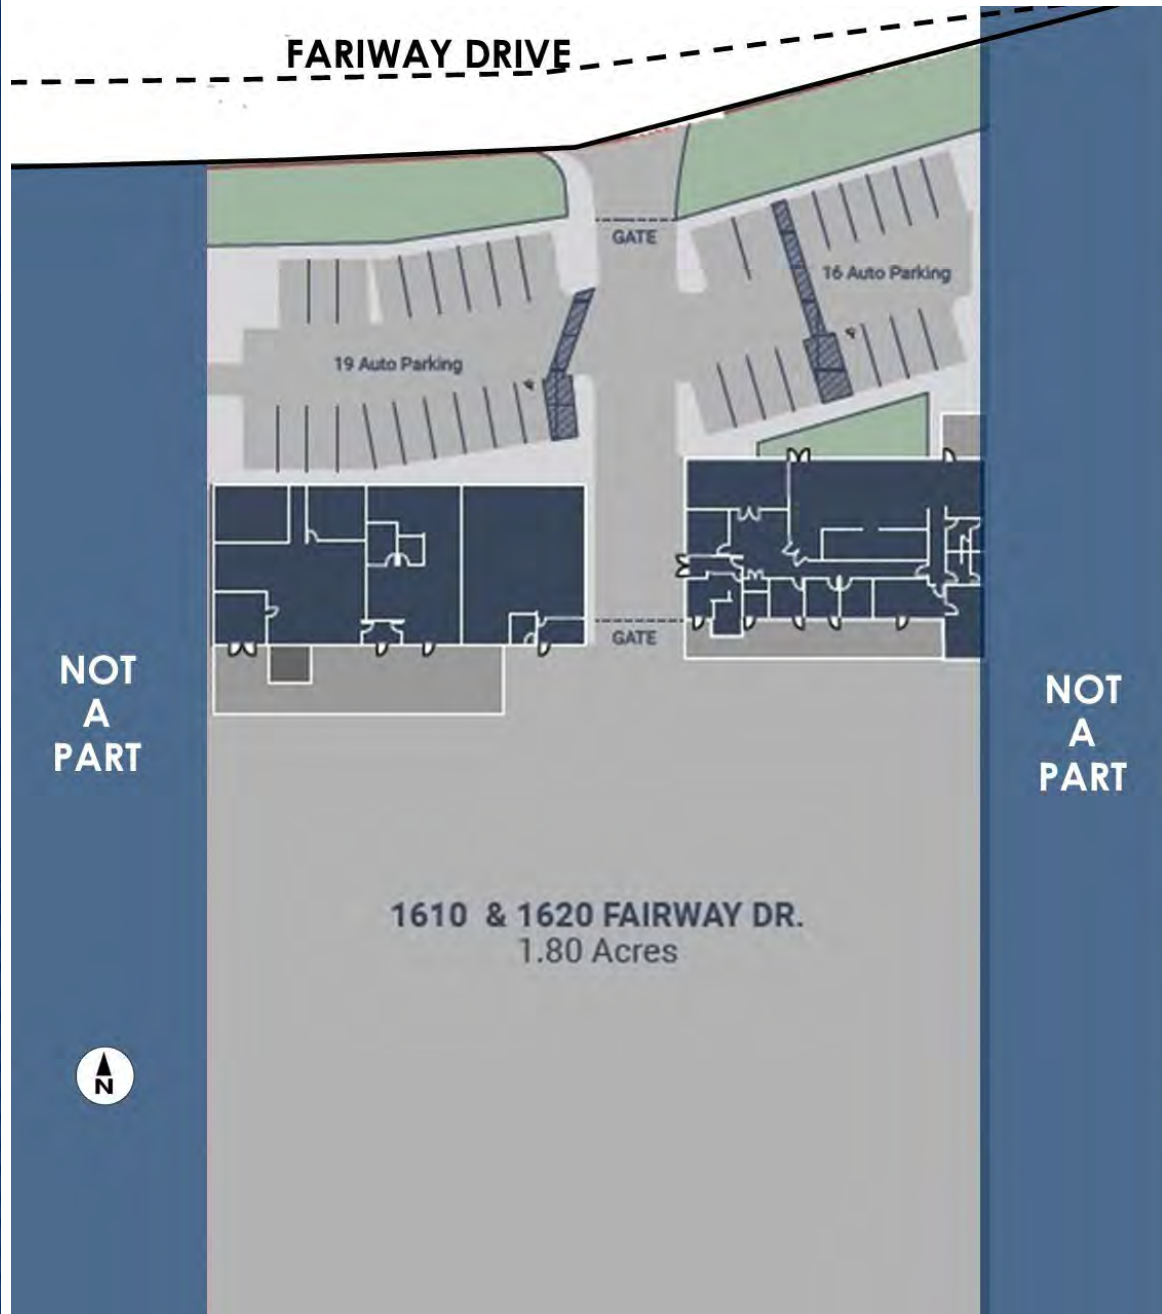 FARIWAY DRIVE
GATE
16 Auto Parking
19 Auto Parking
GATE
NOT
A
PART
NOT
A
PART
1610 & 1620 FAIRWAY DR.
1.80 Acres
N